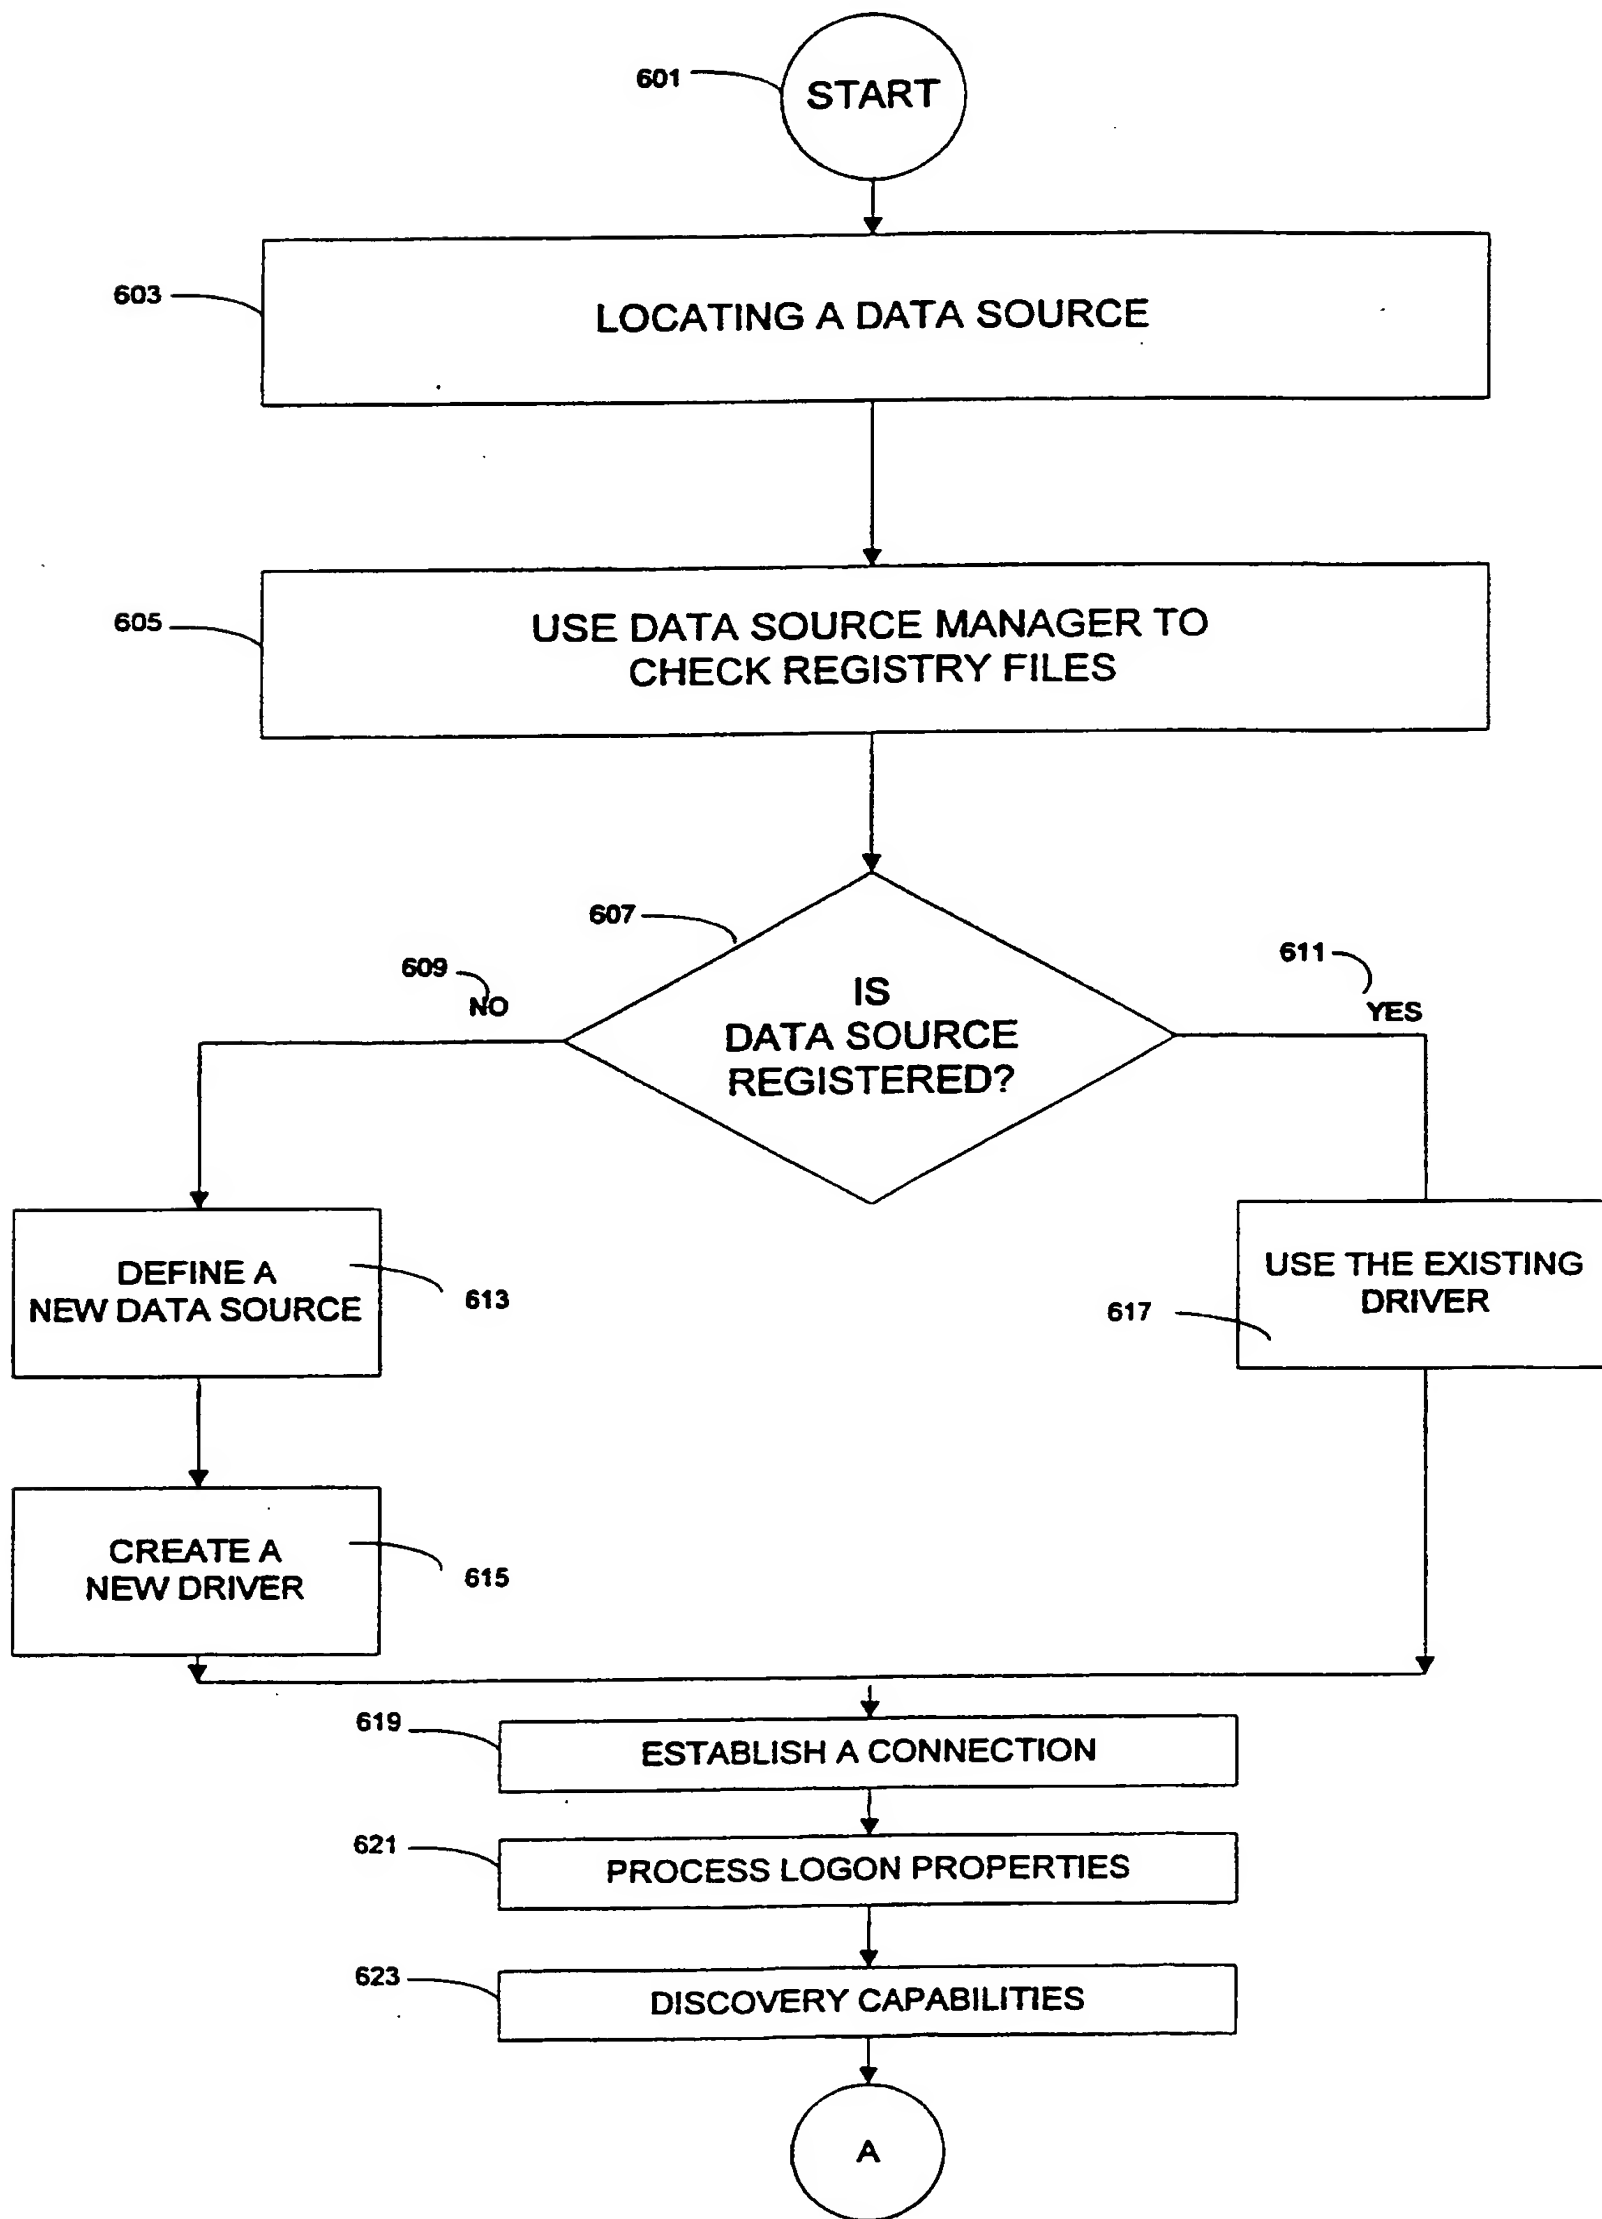 601
START
603
LOCATING A DATA SOURCE
605
USE DATA SOURCE MANAGER TO
CHECK REGISTRY FILES
607
609
NO
611
YES
IS
DATA SOURCE
REGISTERED?
DEFINE A
NEW DATA SOURCE
613
USE THE EXISTING
DRIVER
617
CREATE A
NEW DRIVER
615
619
ESTABLISH A CONNECTION
621
PROCESS LOGON PROPERTIES
623
DISCOVERY CAPABILITIES
A